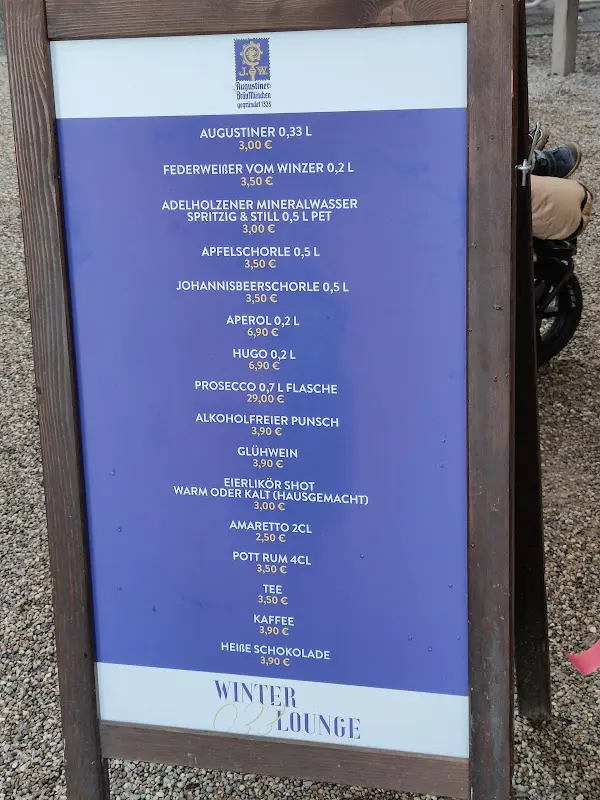 J. W.
Augustiner
Bräu München
gegründet 1328
AUGUSTINER 0,33 L
3,00 €
FEDERWEIßER VOM WINZER 0,2 L
3,50 €
ADELHOLZENER MINERALWASSER
SPRITZIG & STILL 0,5 L PET
3,00 €
APFELSCHORLE 0,5 L
3,50 €
JOHANNISBEERSCHORLE 0,5 L
3,50 €
APEROL 0,2 L
6,90 €
HUGO 0,2 L
6,90 €
PROSECCO 0,7 L FLASCHE
29,00 €
ALKOHOLFREIER PUNSCH
3,90 €
GLÜHWEIN
3,90 €
EIERLIKÖR SHOT
WARM ODER KALT (HAUSGEMACHT)
3,00 €
AMARETTO 2CL
2,50 €
POTT RUM 4CL
3,50 €
TEE
3,50 €
KAFFEE
3,90 €
HEIßE SCHOKOLADE
3,90 €
WINTER
LOUNGE